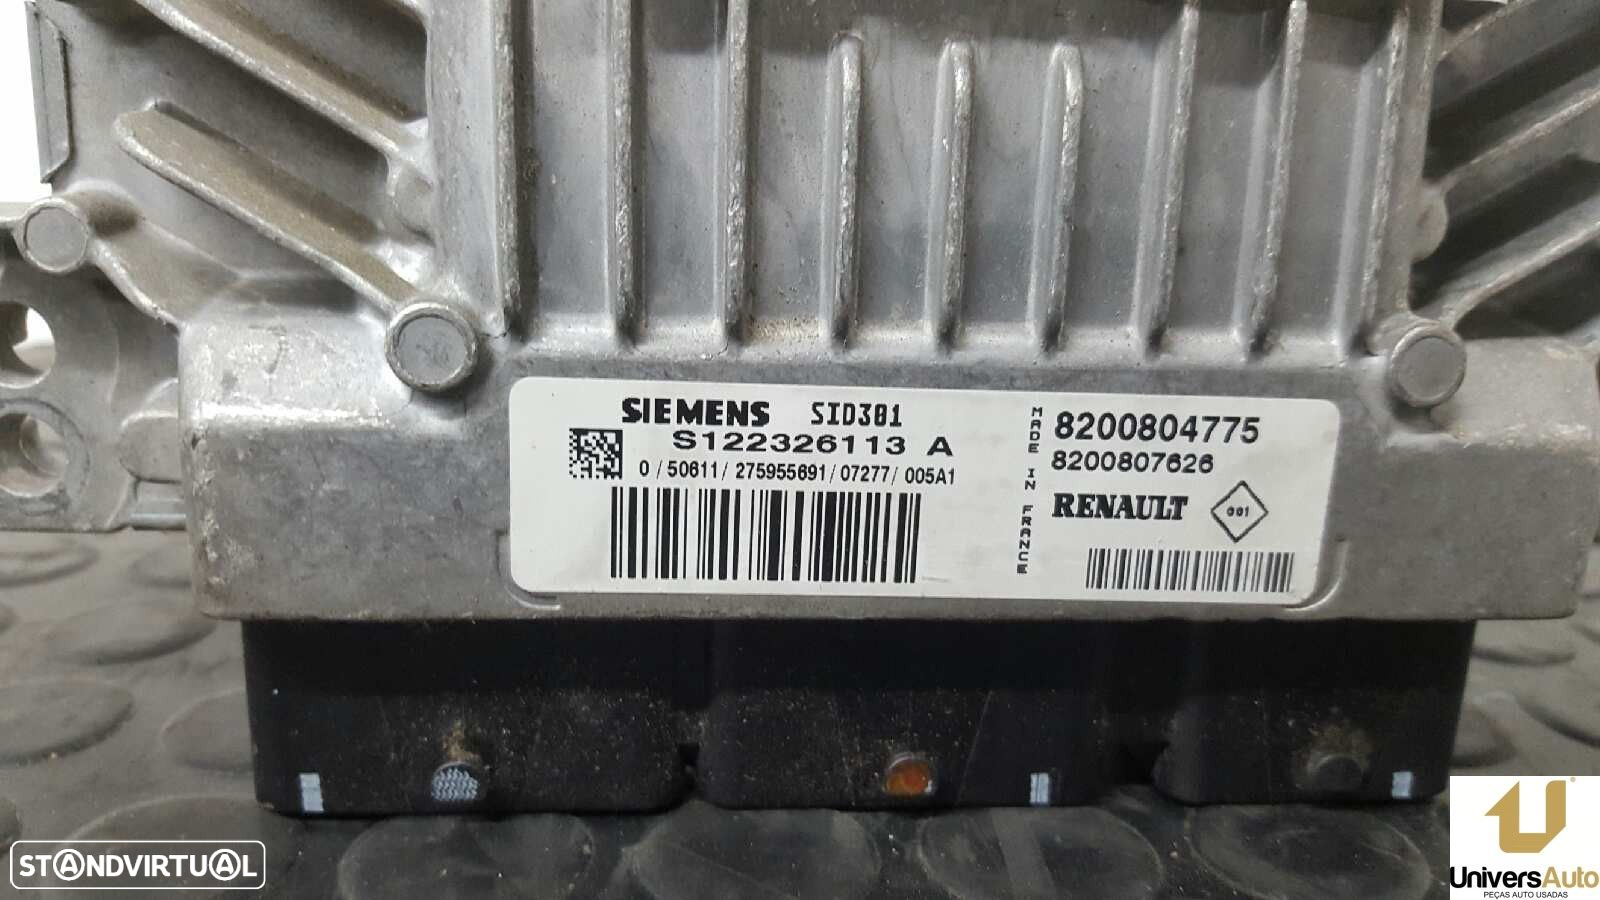 SIEMENS SID301
S122326113 A
0 / 50611 / 275955691 / 07277 / 005A1
MADE IN FRANCE
8200804775
8200807626
RENAULT 001
STANDVIRTUAL
UniversAuto
PEÇAS AUTO USADAS